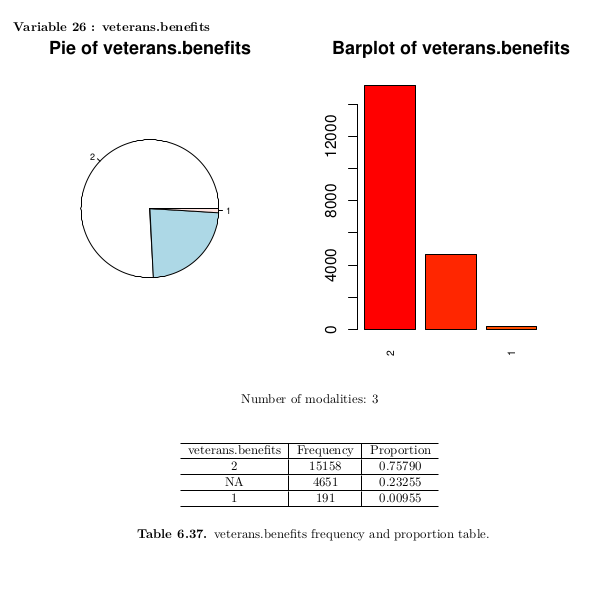 Variable 26 : veterans.benefits
Pie of veterans.benefits
2
1
Barplot of veterans.benefits
0 4000 8000 12000
2 1
Number of modalities: 3
veterans.benefits Frequency Proportion
2 15158 0.75790
NA 4651 0.23255
1 191 0.00955
Table 6.37. veterans.benefits frequency and proportion table.